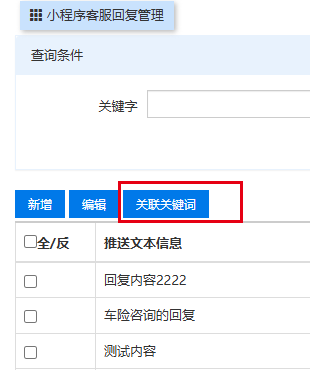 小程序客服回复管理
查询条件
关键字
新增 编辑 关联关键词
全/反 推送文本信息
回复内容2222
车险咨询的回复
测试内容